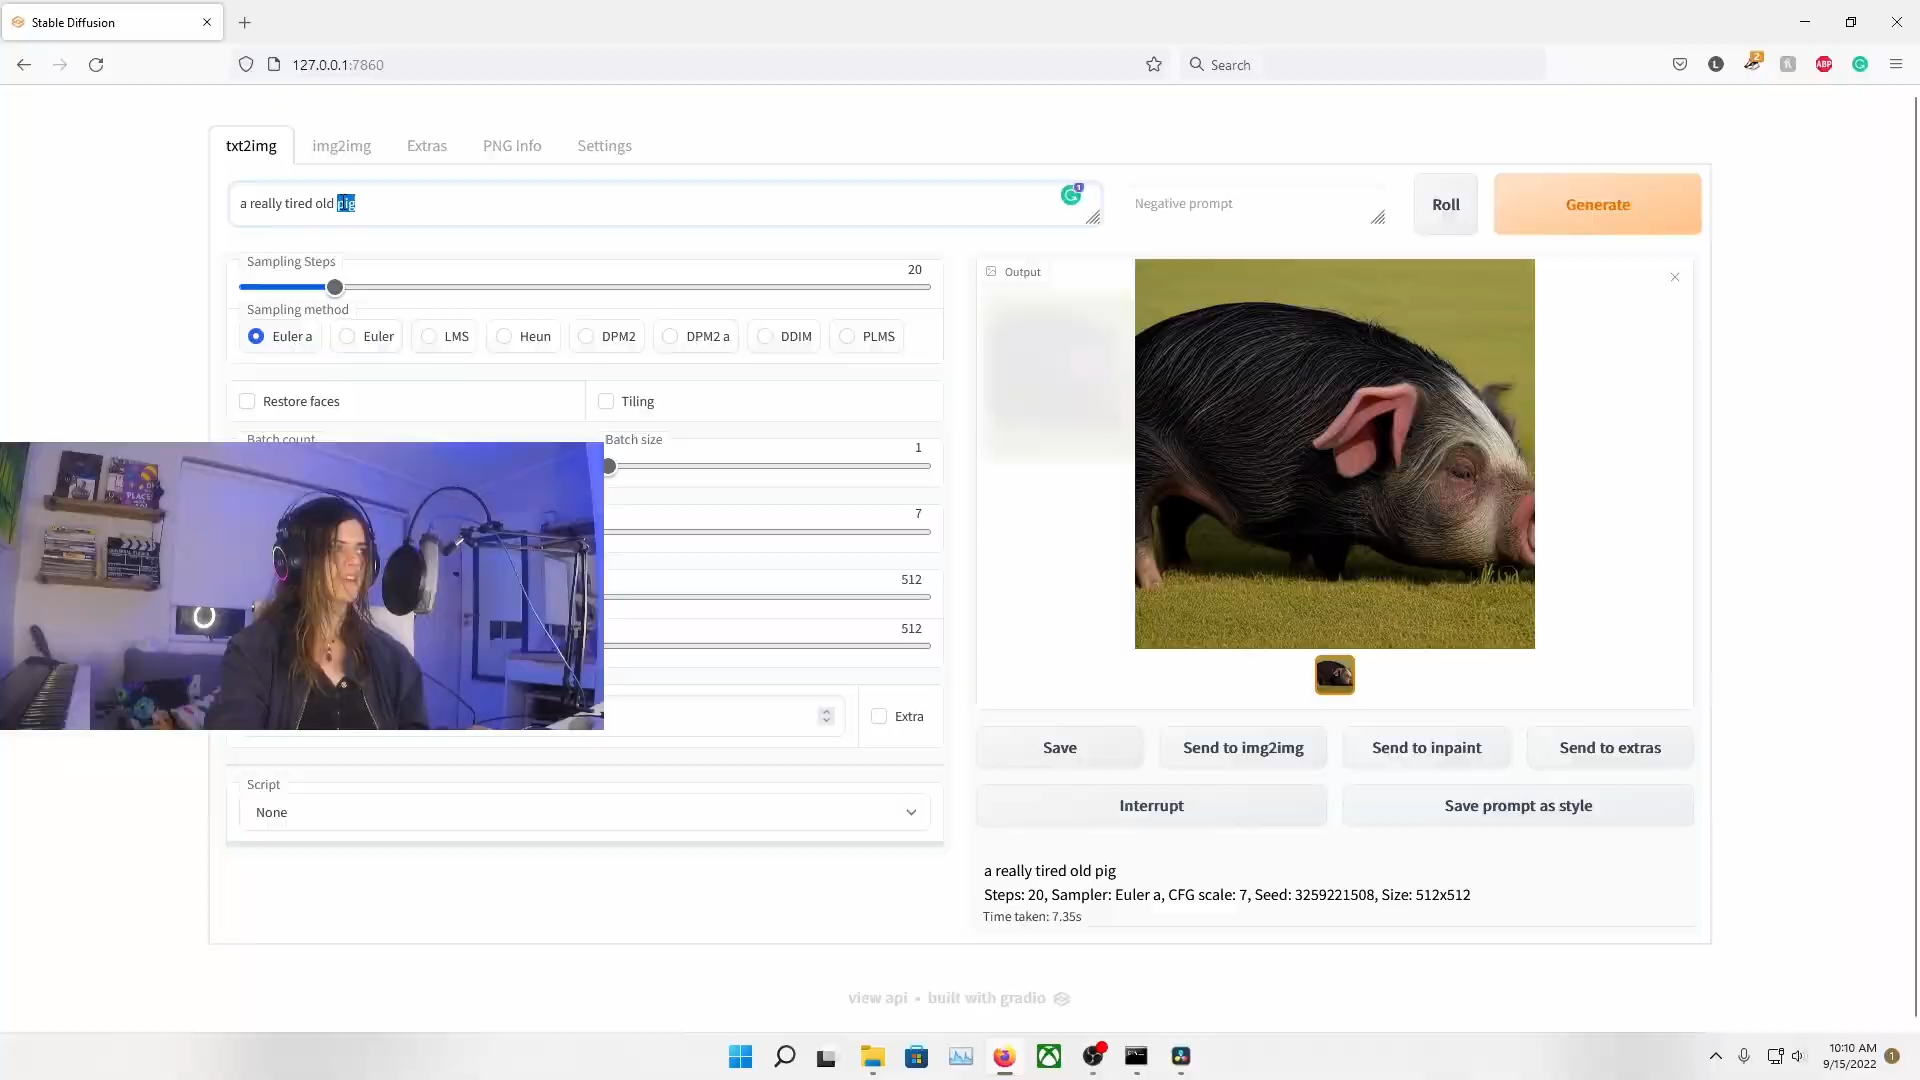 Stable Diffusion
127.0.0.1:7860
Search
2
L
ABP
txt2img img2img Extras PNG Info Settings
a really tired old pig
1
Negative prompt
Roll
Generate
Sampling Steps
20
Sampling method
Euler a Euler LMS Heun DPM2 DPM2 a DDIM PLMS
Restore faces Tiling
Batch count
Batch size
1
7
512
512
Extra
Script
None
Output
Save Send to img2img Send to inpaint Send to extras
Interrupt Save prompt as style
a really tired old pig
Steps: 20, Sampler: Euler a, CFG scale: 7, Seed: 3259221508, Size: 512x512
Time taken: 7.35s
view api • built with gradio
10:10 AM
9/15/2022
1